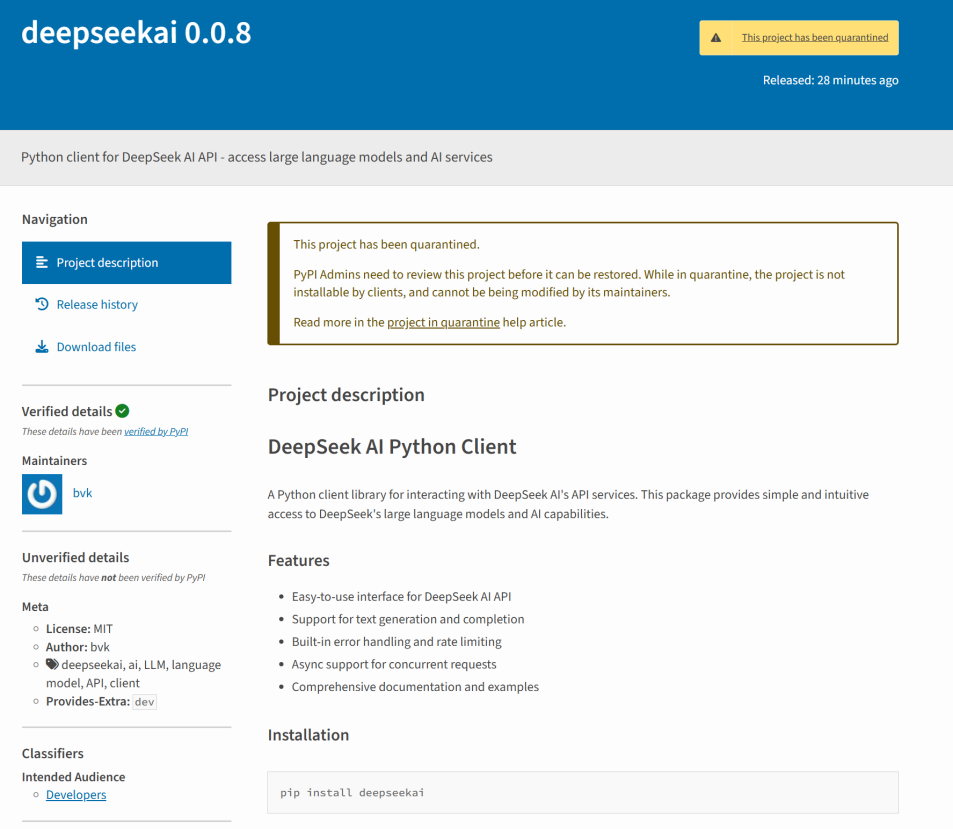 deepseekai 0.0.8
This project has been quarantined
Released: 28 minutes ago
Python client for DeepSeek AI API - access large language models and AI services
Navigation
Project description
Release history
Download files
Verified details
These details have been verified by PyPI
Maintainers
bvk
Unverified details
These details have not been verified by PyPI
Meta
License: MIT
Author: bvk
deepseekai, ai, LLM, language
model, API, client
Provides-Extra: dev
Classifiers
Intended Audience
Developers
This project has been quarantined.
PyPI Admins need to review this project before it can be restored. While in quarantine, the project is not
installable by clients, and cannot be being modified by its maintainers.
Read more in the project in quarantine help article.
Project description
DeepSeek AI Python Client
A Python client library for interacting with DeepSeek AI's API services. This package provides simple and intuitive
access to DeepSeek's large language models and AI capabilities.
Features
Easy-to-use interface for DeepSeek AI API
Support for text generation and completion
Built-in error handling and rate limiting
Async support for concurrent requests
Comprehensive documentation and examples
Installation
pip install deepseekai